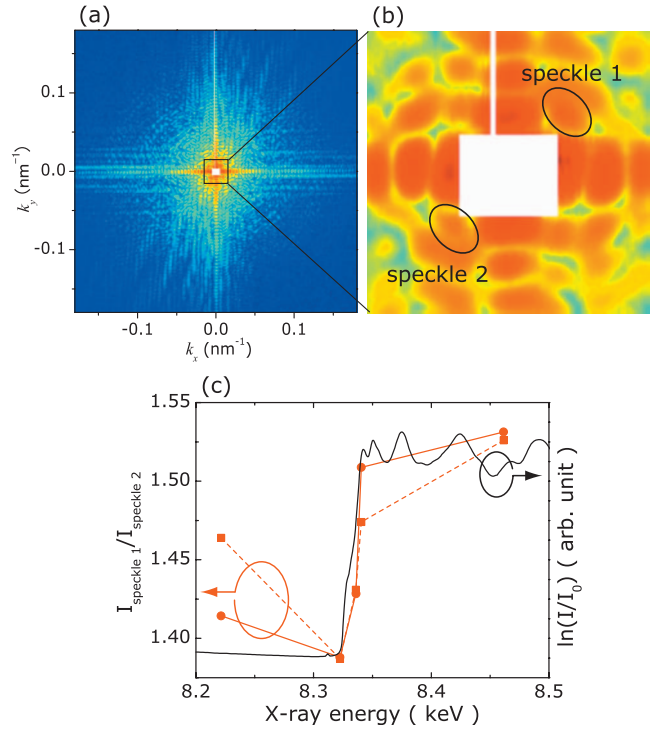 (a)
(b)
0.1
0.0
-0.1
k_y (nm⁻¹)
-0.1
0.0
0.1
k_x (nm⁻¹)
speckle 1
speckle 2
(c)
1.55
1.50
1.45
1.40
I_speckle 1/I_speckle 2
ln(I/I_0) ( arb. unit )
8.2
8.3
8.4
8.5
X-ray energy ( keV )